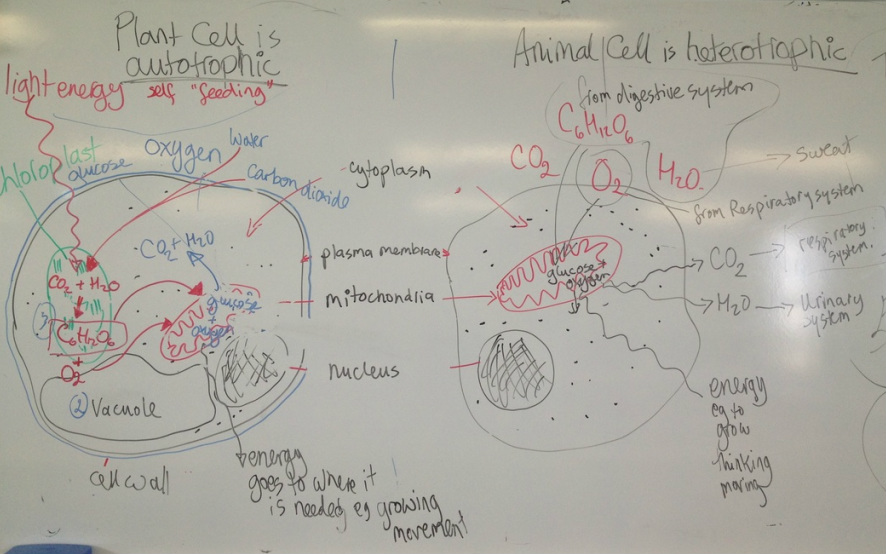 Plant Cell is
autotrophic
light energy self "feeding"
chloroplast
glucose
oxygen
water
Carbon dioxide
CO2 + H2O
CO2 + H2O
C6H12O6
+
O2
glucose
+
oxygen
② Vacuole
③
cell wall
energy
goes to where it
is needed eg growing
movement
cytoplasm
plasma membrane
mitochondria
nucleus
Animal Cell is heterotrophic
from digestive system
C6H12O6
CO2
O2
H2O
sweat
from Respiratory system
glucose +
oxygen
CO2
respiratory
system.
H2O
Urinary
system
energy
eg to
grow
thinking
moving